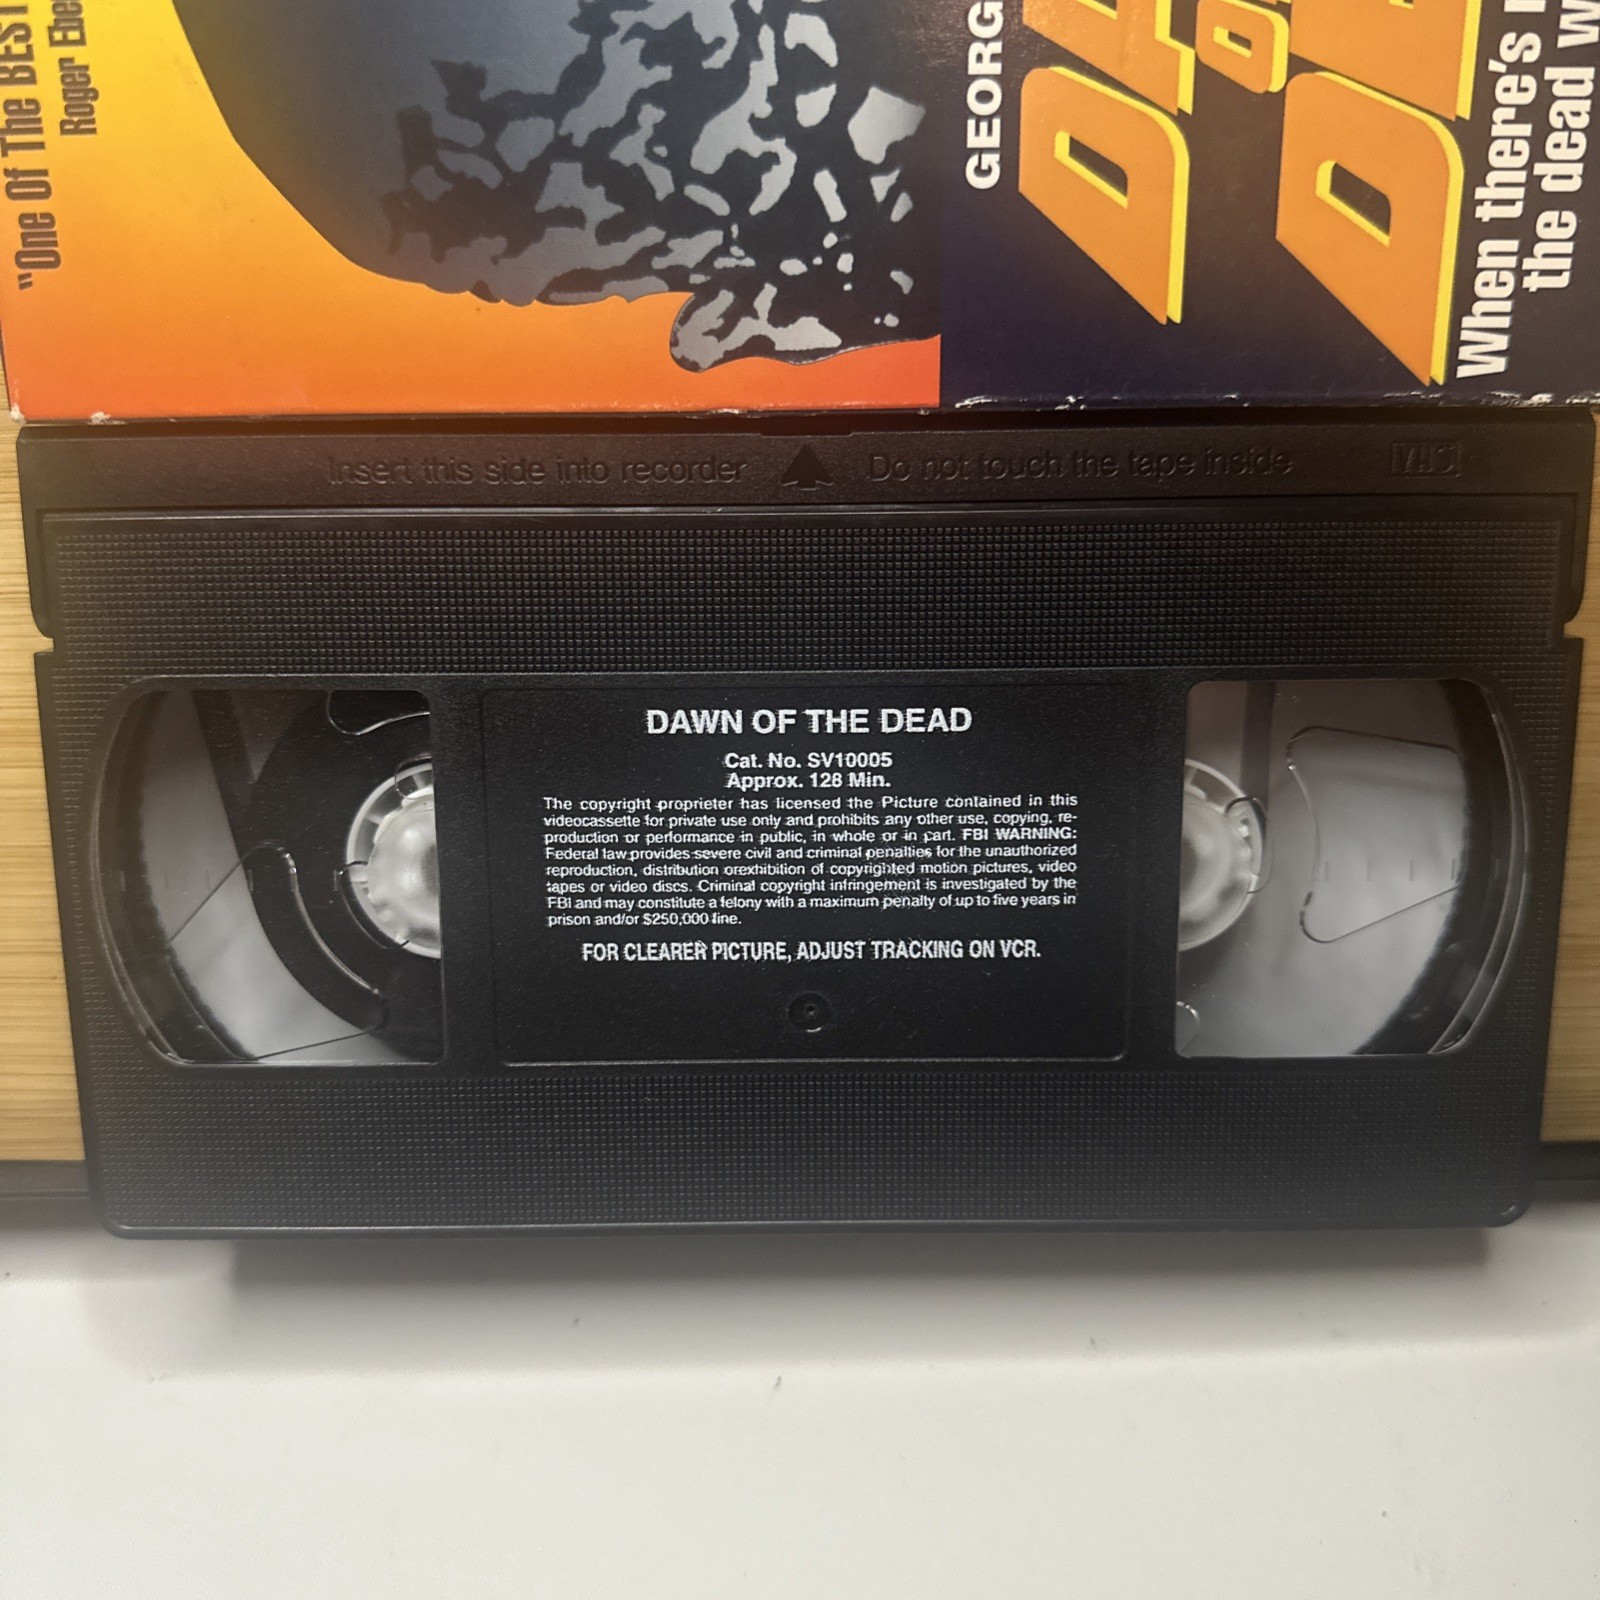 "One Of The BEST
Roger Ebe
GEORG
DA
O
DE
When there's
the dead w
Insert this side into recorder Do not touch the tape inside VHS
DAWN OF THE DEAD
Cat. No. SV10005
Approx. 128 Min.
The copyright proprieter has licensed the Picture contained in this
videocassette for private use only and prohibits any other use, copying, re-
production or performance in public, in whole or in part. FBI WARNING:
Federal law provides severe civil and criminal penalties for the unauthorized
reproduction, distribution orexhibition of copyrighted motion pictures, video
tapes or video discs. Criminal copyright infringement is investigated by the
FBI and may constitute a felony with a maximum penalty of up to five years in
prison and/or $250,000 fine.
FOR CLEARER PICTURE, ADJUST TRACKING ON VCR.